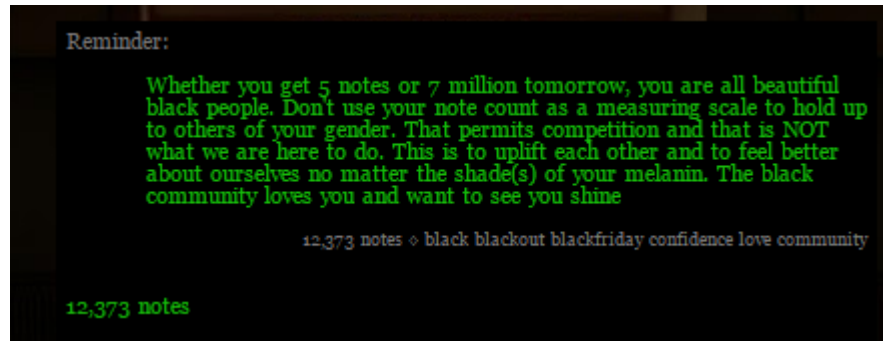 Reminder:
Whether you get 5 notes or 7 million tomorrow, you are all beautiful
black people. Don't use your note count as a measuring scale to hold up
to others of your gender. That permits competition and that is NOT
what we are here to do. This is to uplift each other and to feel better
about ourselves no matter the shade(s) of your melanin. The black
community loves you and want to see you shine
12,373 notes ⋄ black blackout blackfriday confidence love community
12,373 notes